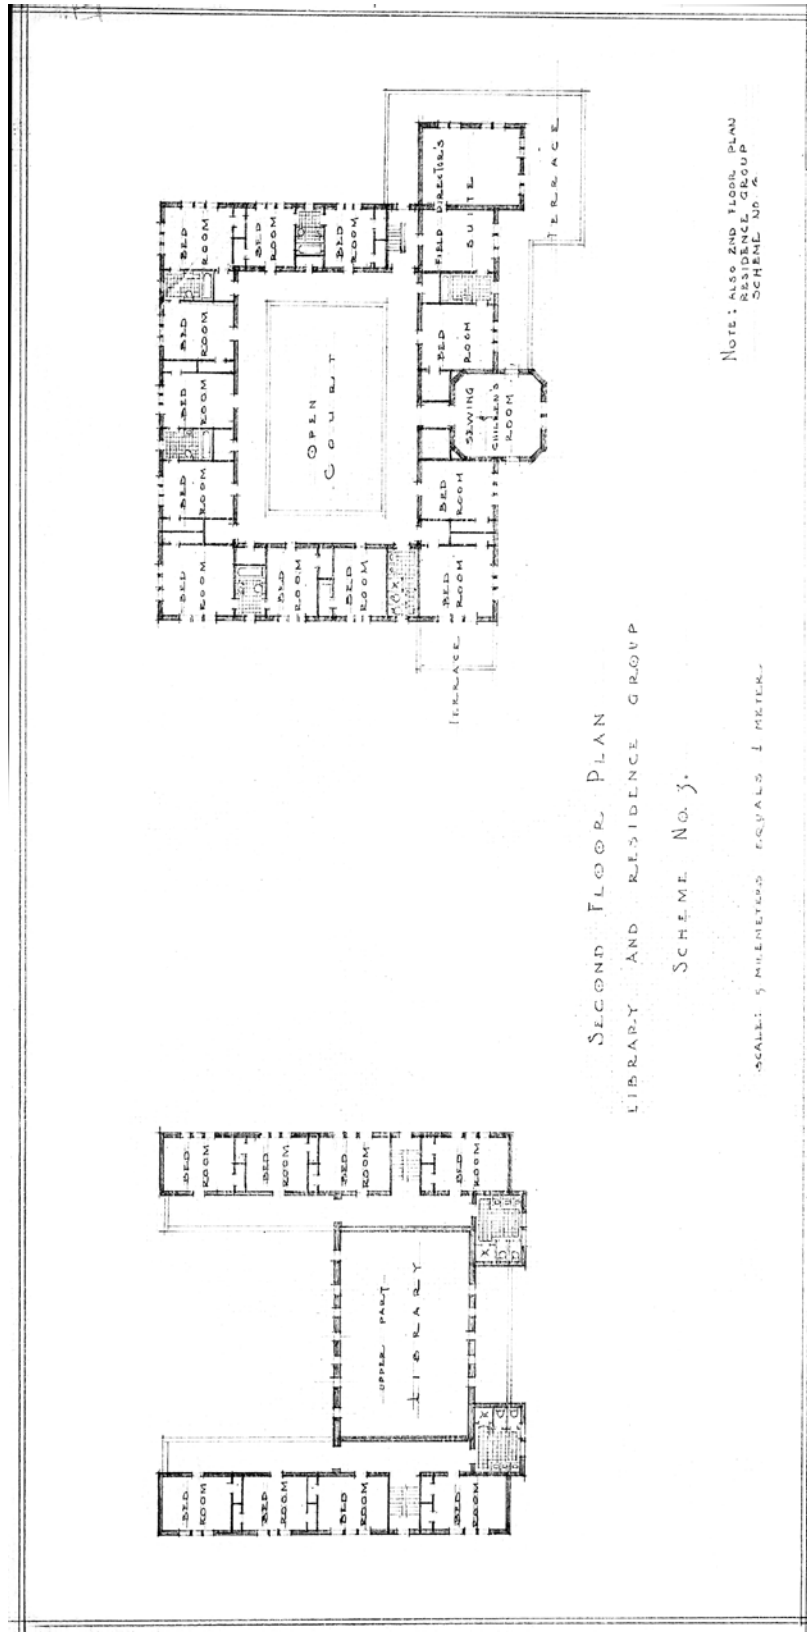 BED
ROOM
BED
ROOM
BED
ROOM
BED
ROOM
UPPER PART
LIBRARY
X
X
BED
ROOM
BED
ROOM
BED
ROOM
BED
ROOM
BED
ROOM
BED
ROOM
BED
ROOM
BED
ROOM
BED
ROOM
BED
ROOM
BED
ROOM
OPEN
COURT
BED
ROOM
BED
ROOM
TERRACE
BED
ROOM
BED
ROOM
SEWING
&
CHILDREN'S
ROOM
BED
ROOM
FIELD DIRECTOR'S
SUITE
TERRACE
SECOND FLOOR PLAN
LIBRARY AND RESIDENCE GROUP
SCHEME NO. 3.
SCALE: 5 MILLIMETERS EQUALS 1 METER.
NOTE: ALSO 2ND FLOOR PLAN
RESIDENCE GROUP
SCHEME NO. 2